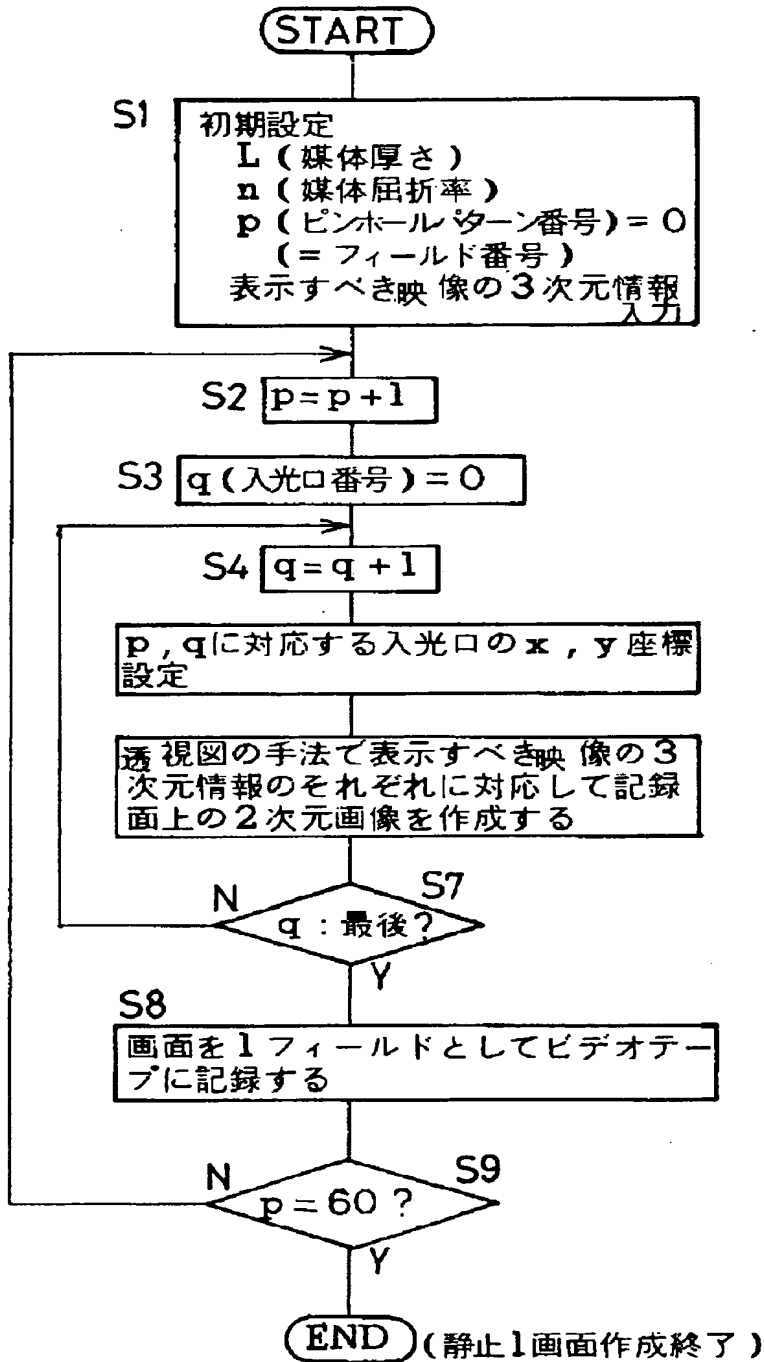 START
S1
初期設定
L(媒体厚さ)
n(媒体屈折率)
p(ピンホールパターン番号)=0
(=フィールド番号)
表示すべき映像の3次元情報
入力
S2 p=p+1
S3 q(入光口番号)=0
S4 q=q+1
p,qに対応する入光口のx,y座標
設定
透視図の手法で表示すべき映像の3
次元情報のそれぞれに対応して記録
面上の2次元画像を作成する
N S7
q:最後?
Y
S8
画面を1フィールドとしてビデオテー
プに記録する
N S9
p=60?
Y
END (静止1画面作成終了)